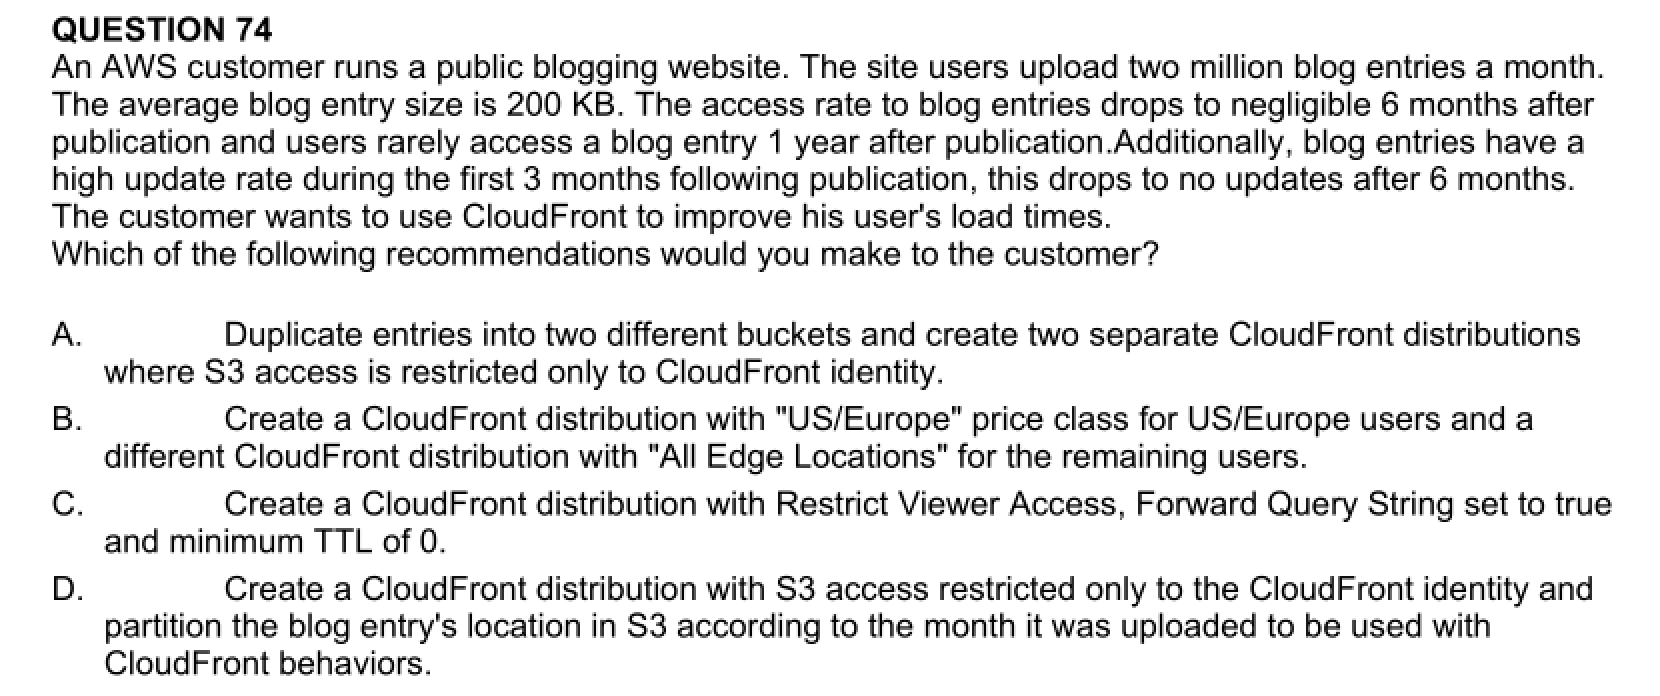 QUESTION 74
An AWS customer runs a public blogging website. The site users upload two million blog entries a month.
The average blog entry size is 200 KB. The access rate to blog entries drops to negligible 6 months after
publication and users rarely access a blog entry 1 year after publication.Additionally, blog entries have a
high update rate during the first 3 months following publication, this drops to no updates after 6 months.
The customer wants to use CloudFront to improve his user's load times.
Which of the following recommendations would you make to the customer?
A. Duplicate entries into two different buckets and create two separate CloudFront distributions
where S3 access is restricted only to CloudFront identity.
B. Create a CloudFront distribution with "US/Europe" price class for US/Europe users and a
different CloudFront distribution with "All Edge Locations" for the remaining users.
C. Create a CloudFront distribution with Restrict Viewer Access, Forward Query String set to true
and minimum TTL of 0.
D. Create a CloudFront distribution with S3 access restricted only to the CloudFront identity and
partition the blog entry's location in S3 according to the month it was uploaded to be used with
CloudFront behaviors.